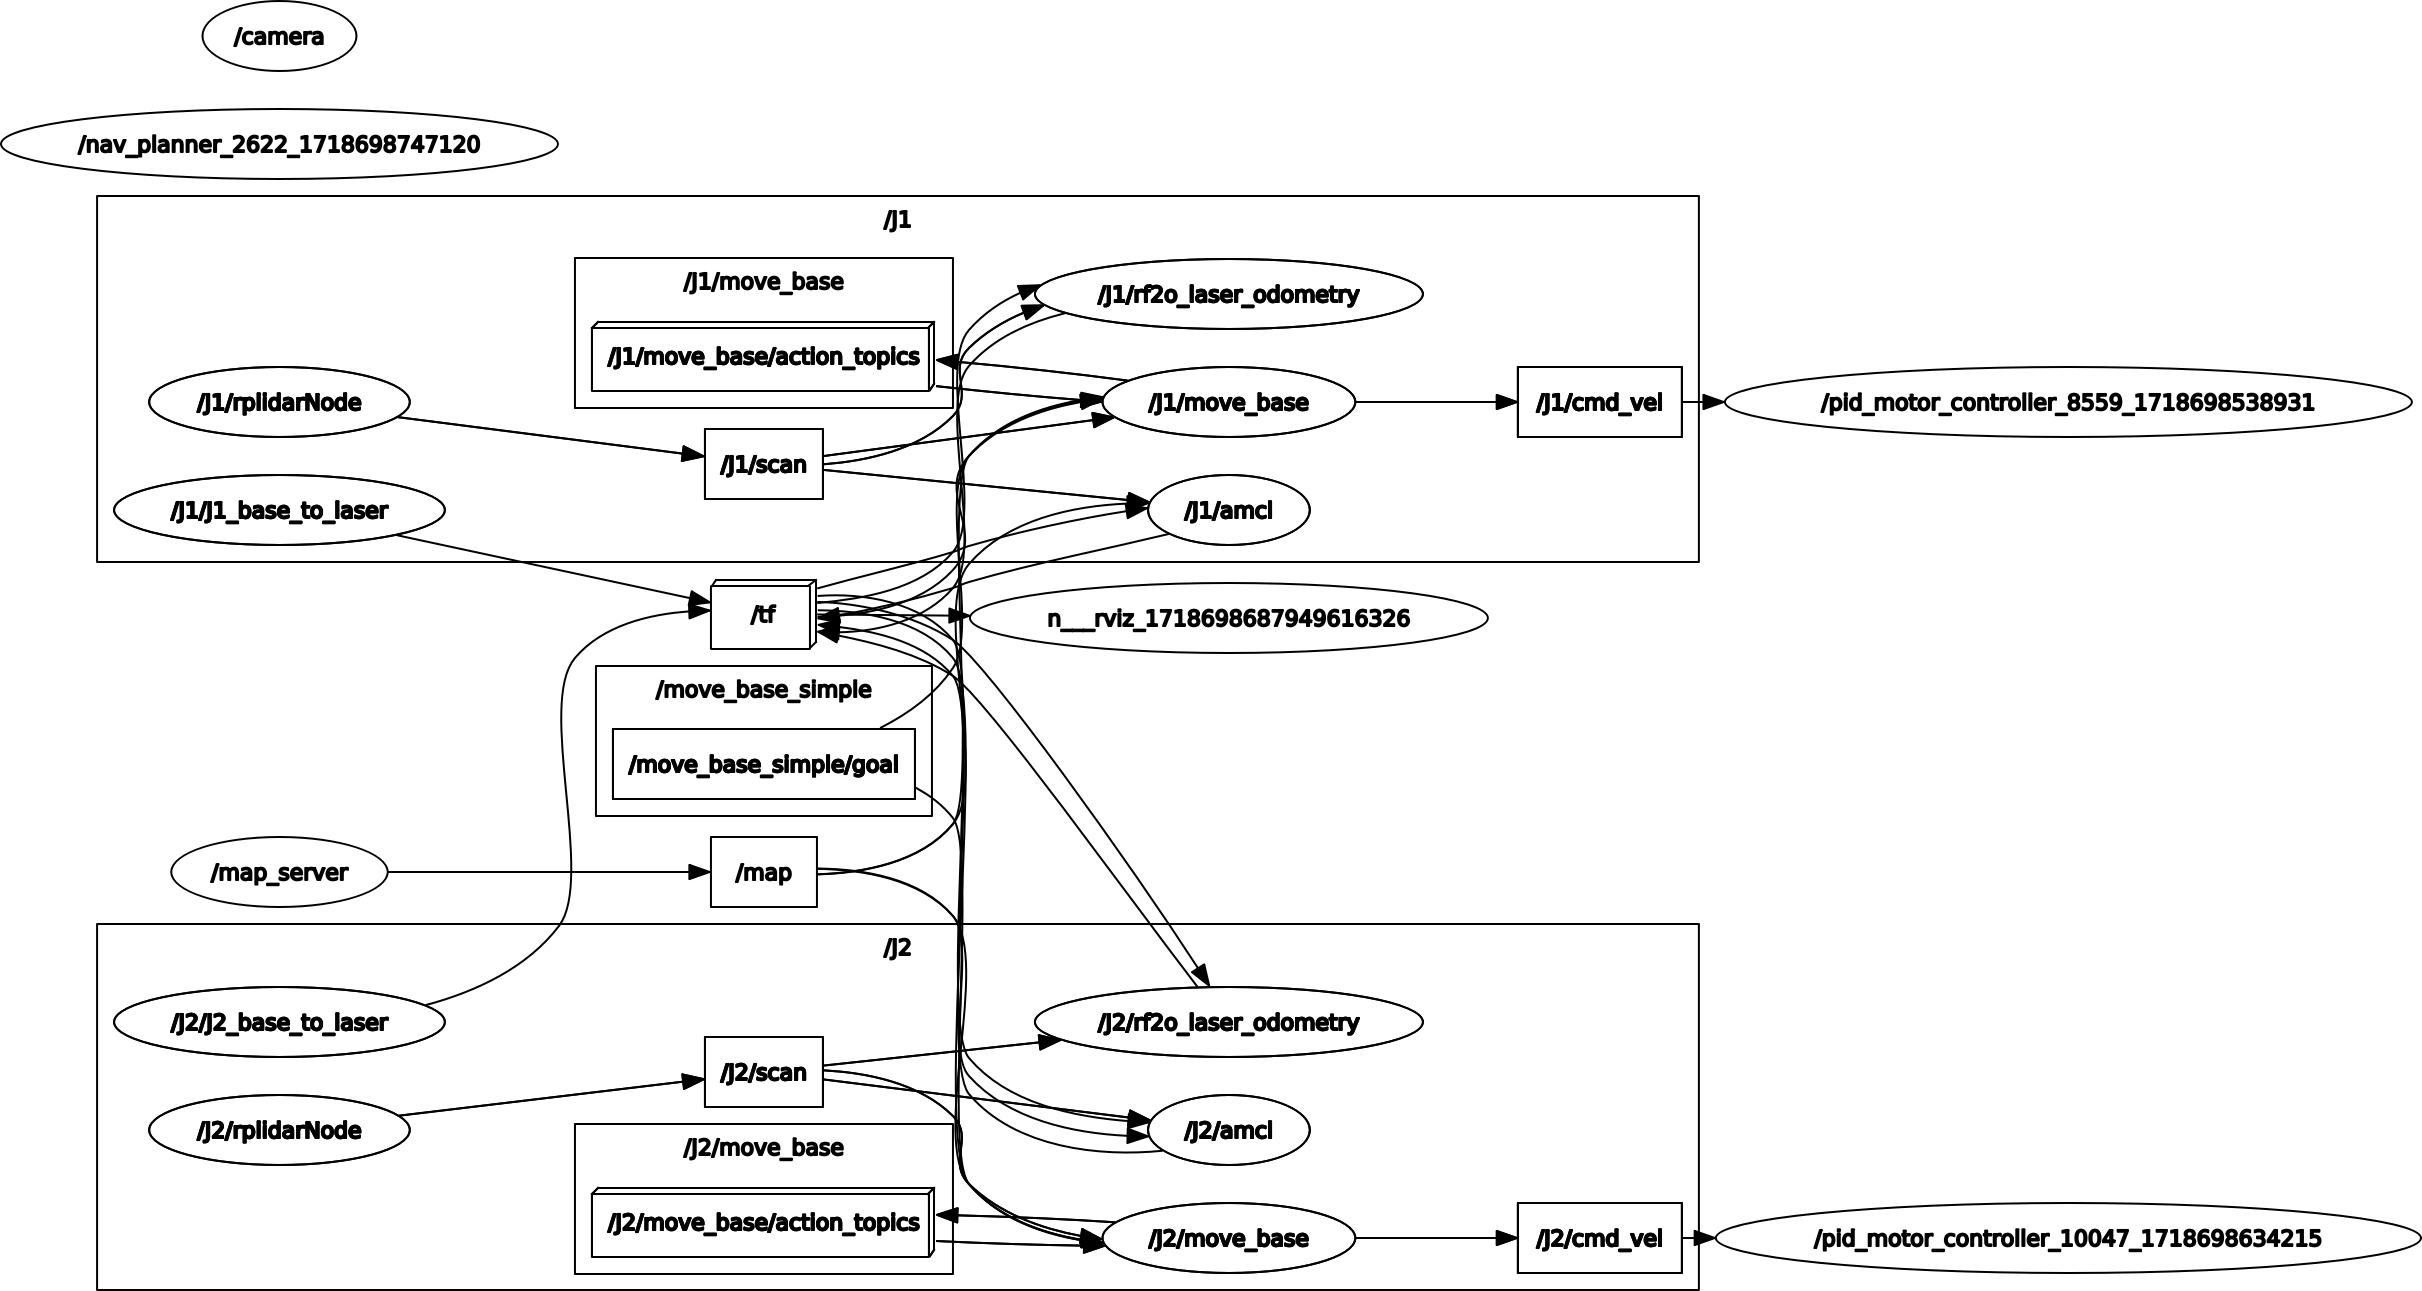 /camera
/nav_planner_2622_1718698747120
/J1
/J1/move_base
/J1/rf2o_laser_odometry
/J1/move_base/action_topics
/J1/rplidarNode
/J1/move_base
/J1/cmd_vel
/pid_motor_controller_8559_1718698538931
/J1/scan
/J1/J1_base_to_laser
/J1/amcl
/tf
n___rviz_1718698687949616326
/move_base_simple
/move_base_simple/goal
/map_server
/map
/J2
/J2/J2_base_to_laser
/J2/rf2o_laser_odometry
/J2/scan
/J2/rplidarNode
/J2/amcl
/J2/move_base
/J2/move_base/action_topics
/J2/move_base
/J2/cmd_vel
/pid_motor_controller_10047_1718698634215